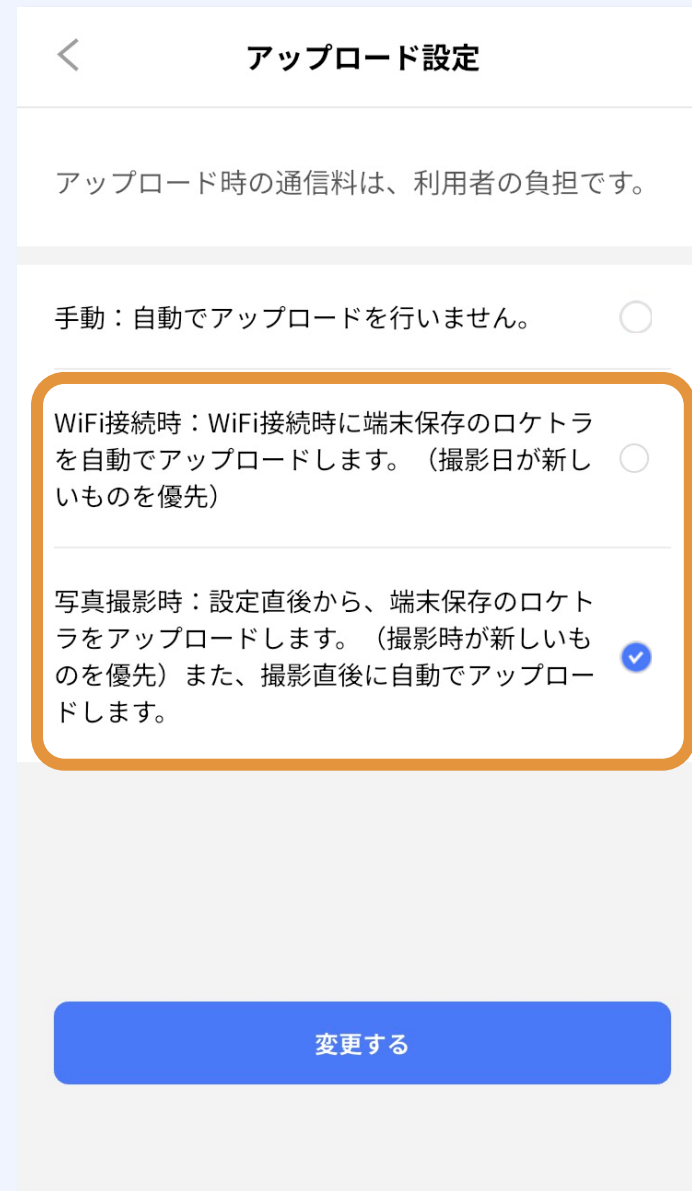 アップロード設定
アップロード時の通信料は、利用者の負担です。
手動：自動でアップロードを行いません。
WiFi接続時：WiFi接続時に端末保存のロケトラ
を自動でアップロードします。（撮影日が新し
いものを優先）
写真撮影時：設定直後から、端末保存のロケト
ラをアップロードします。（撮影時が新しいも
のを優先）また、撮影直後に自動でアップロー
ドします。
変更する